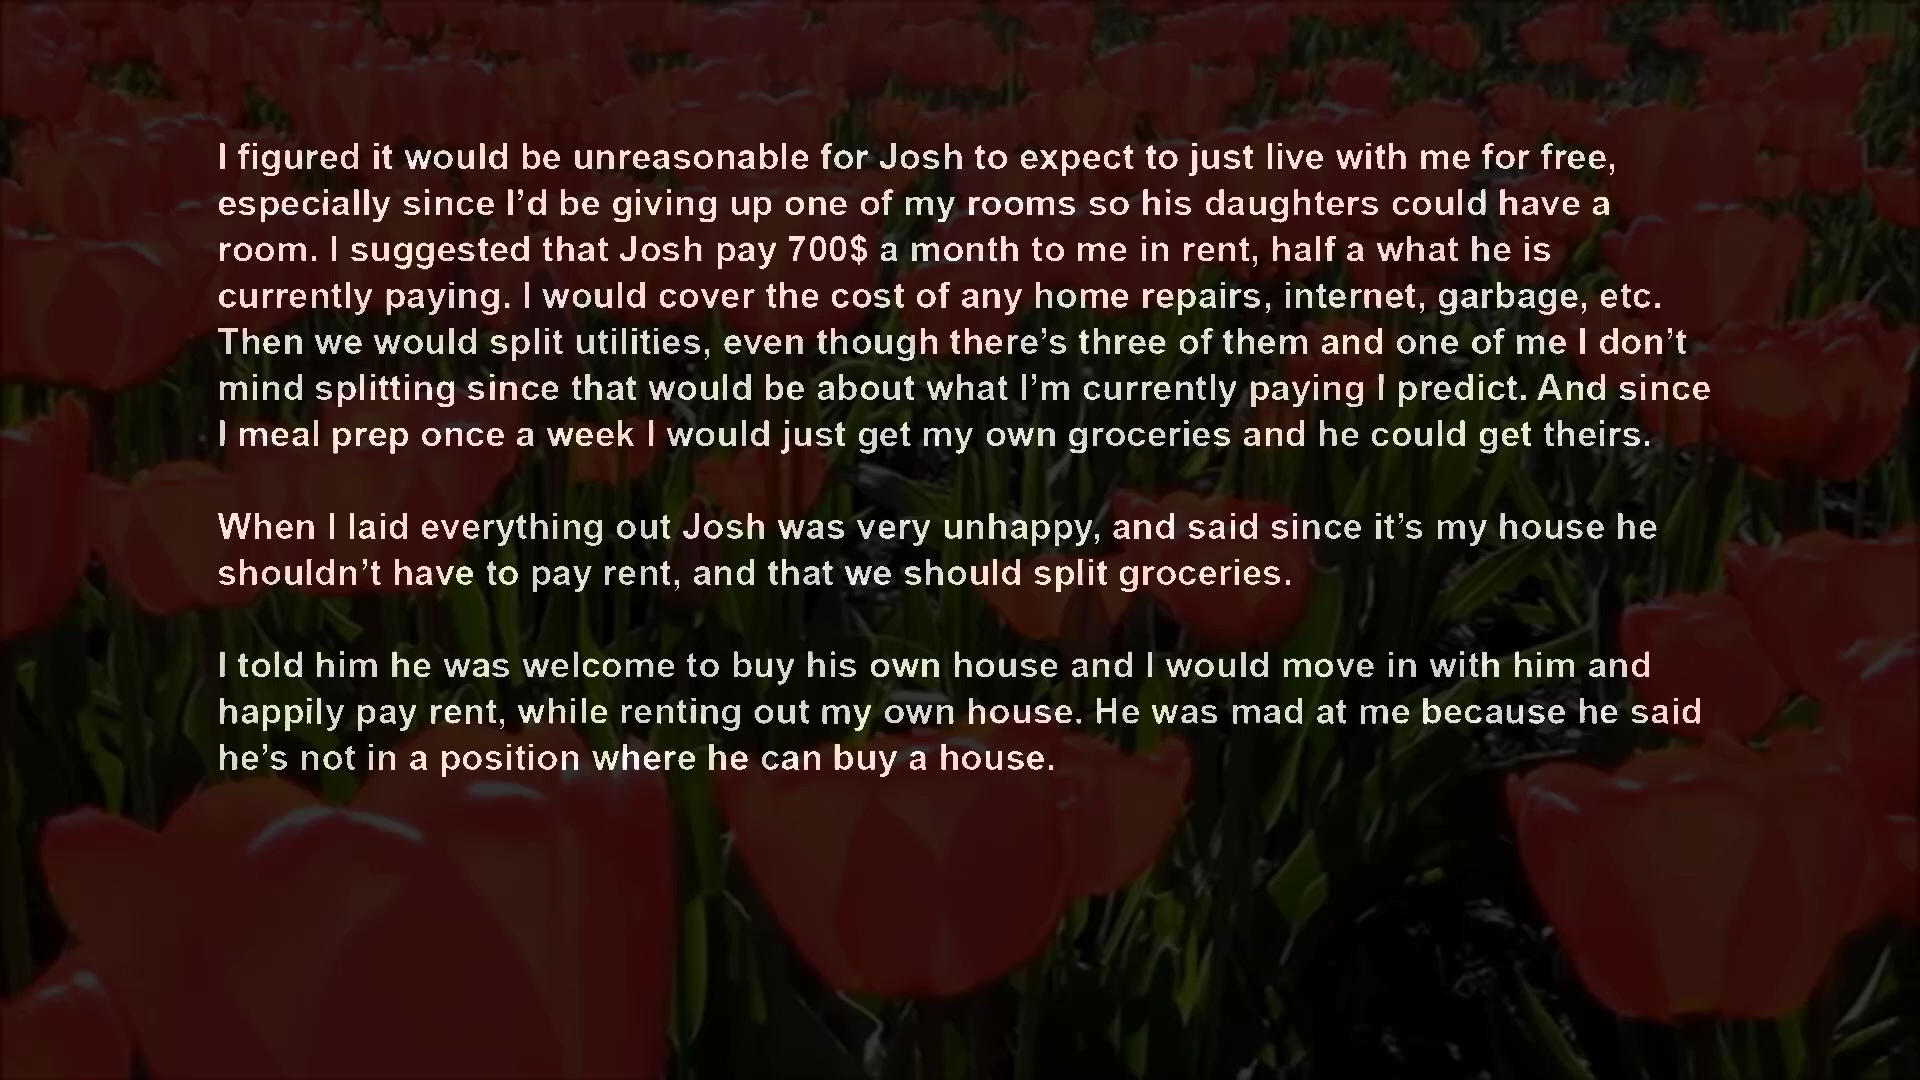 I figured it would be unreasonable for Josh to expect to just live with me for free,
especially since I’d be giving up one of my rooms so his daughters could have a
room. I suggested that Josh pay 700$ a month to me in rent, half a what he is
currently paying. I would cover the cost of any home repairs, internet, garbage, etc.
Then we would split utilities, even though there’s three of them and one of me I don’t
mind splitting since that would be about what I’m currently paying I predict. And since
I meal prep once a week I would just get my own groceries and he could get theirs.
When I laid everything out Josh was very unhappy, and said since it’s my house he
shouldn’t have to pay rent, and that we should split groceries.
I told him he was welcome to buy his own house and I would move in with him and
happily pay rent, while renting out my own house. He was mad at me because he said
he’s not in a position where he can buy a house.